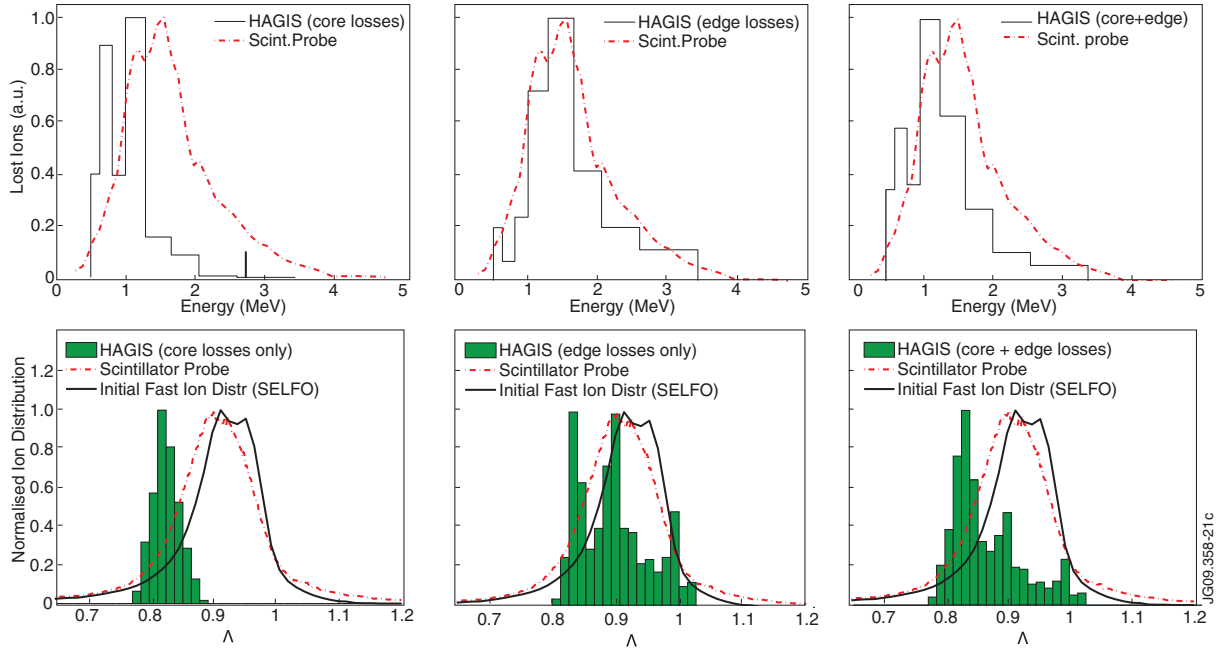 HAGIS (core losses)
Scint.Probe
Lost Ions (a.u.)
1.0
0.8
0.6
0.4
0.2
0
0 1 2 3 4 5
Energy (MeV)
HAGIS (edge losses)
Scint.Probe
0 1 2 3 4 5
Energy (MeV)
HAGIS (core+edge)
Scint. probe
0 1 2 3 4 5
Energy (MeV)
HAGIS (core losses only)
Scintillator Probe
Initial Fast Ion Distr (SELFO)
Normalised Ion Distribution
1.2
1.0
0.8
0.6
0.4
0.2
0
0.7 0.8 0.9 1 1.1 1.2
Λ
HAGIS (edge losses only)
Scintillator Probe
Initial Fast Ion Distr (SELFO)
0.7 0.8 0.9 1 1.1 1.2
Λ
HAGIS (core + edge losses)
Scintillator Probe
Initial Fast Ion Distr (SELFO)
0.7 0.8 0.9 1 1.1 1.2
Λ
JG09.358-21c